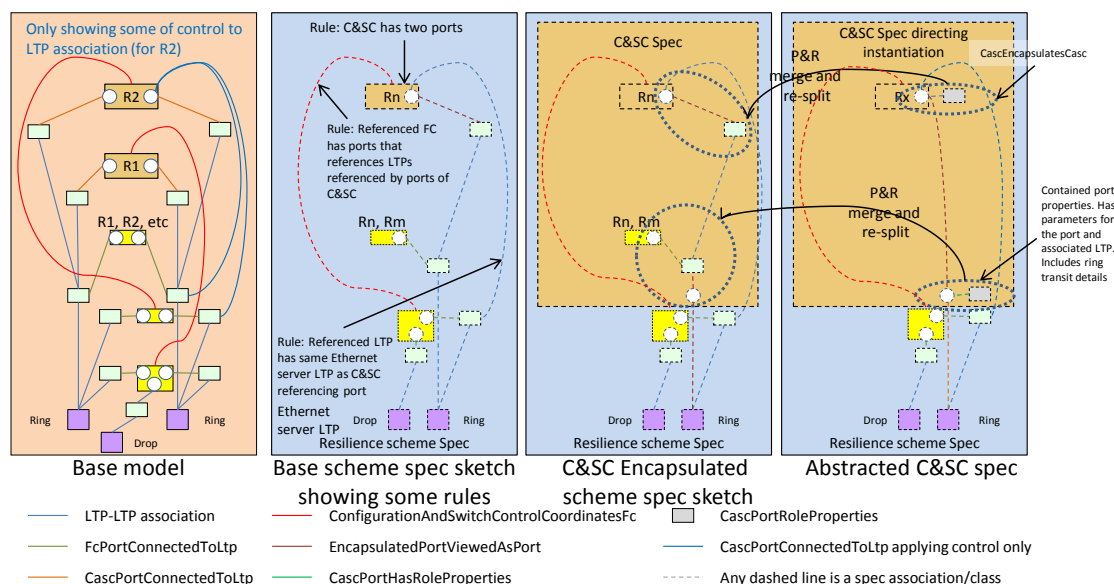 Only showing some of control to
LTP association (for R2)
R2
R1
R1, R2, etc
Ring
Ring
Drop
Base model
Rule: C&SC has two ports
Rn
Rule: Referenced FC
has ports that
references LTPs
referenced by ports of
C&SC
Rn, Rm
Rule: Referenced LTP
has same Ethernet
server LTP as C&SC
referencing port
Ethernet
server LTP
Drop
Ring
Resilience scheme Spec
Base scheme spec sketch
showing some rules
C&SC Spec
Rn
P&R
merge and
re-split
Rn, Rm
Drop
Ring
Resilience scheme Spec
C&SC Encapsulated
scheme spec sketch
C&SC Spec directing
instantiation
CascEncapsulatesCasc
Rx
P&R
merge and
re-split
Contained port
properties. Has
parameters for
the port and
associated LTP.
Includes ring
transit details
Drop
Ring
Resilience scheme Spec
Abstracted C&SC spec
LTP-LTP association
FcPortConnectedToLtp
CascPortConnectedToLtp
ConfigurationAndSwitchControlCoordinatesFc
EncapsulatedPortViewedAsPort
CascPortHasRoleProperties
CascPortRoleProperties
CascPortConnectedToLtp applying control only
Any dashed line is a spec association/class